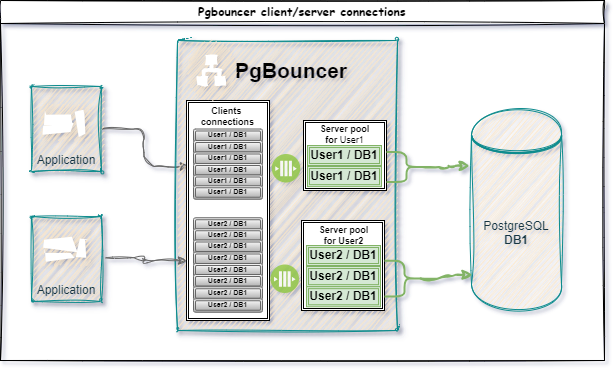 Pgbouncer client/server connections
PgBouncer
Application
Clients
connections
User1 / DB1
User1 / DB1
User1 / DB1
User1 / DB1
User1 / DB1
User1 / DB1
Server pool
for User1
User1 / DB1
User1 / DB1
Application
User2 / DB1
User2 / DB1
User2 / DB1
User2 / DB1
User2 / DB1
User2 / DB1
User2 / DB1
User2 / DB1
Server pool
for User2
User2 / DB1
User2 / DB1
User2 / DB1
PostgreSQL
DB1